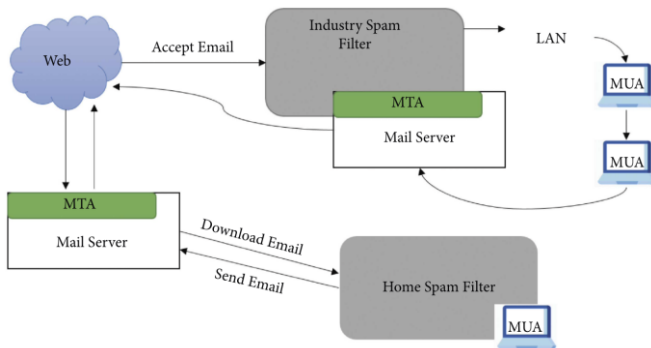 Web
Accept Email
Industry Spam
Filter
LAN
MTA
Mail Server
MUA
MUA
MTA
Mail Server
Download Email
Send Email
Home Spam Filter
MUA